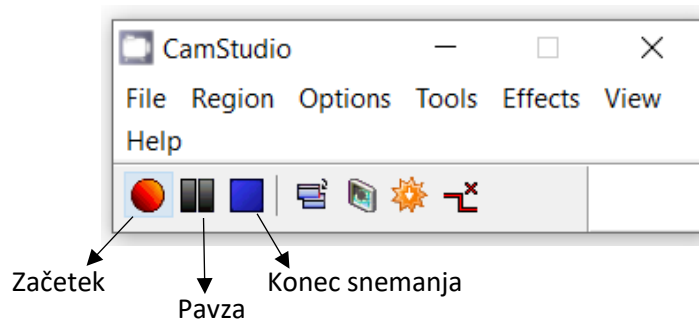 CamStudio
File Region Options Tools Effects View
Help
Začetek
Konec snemanja
Pavza